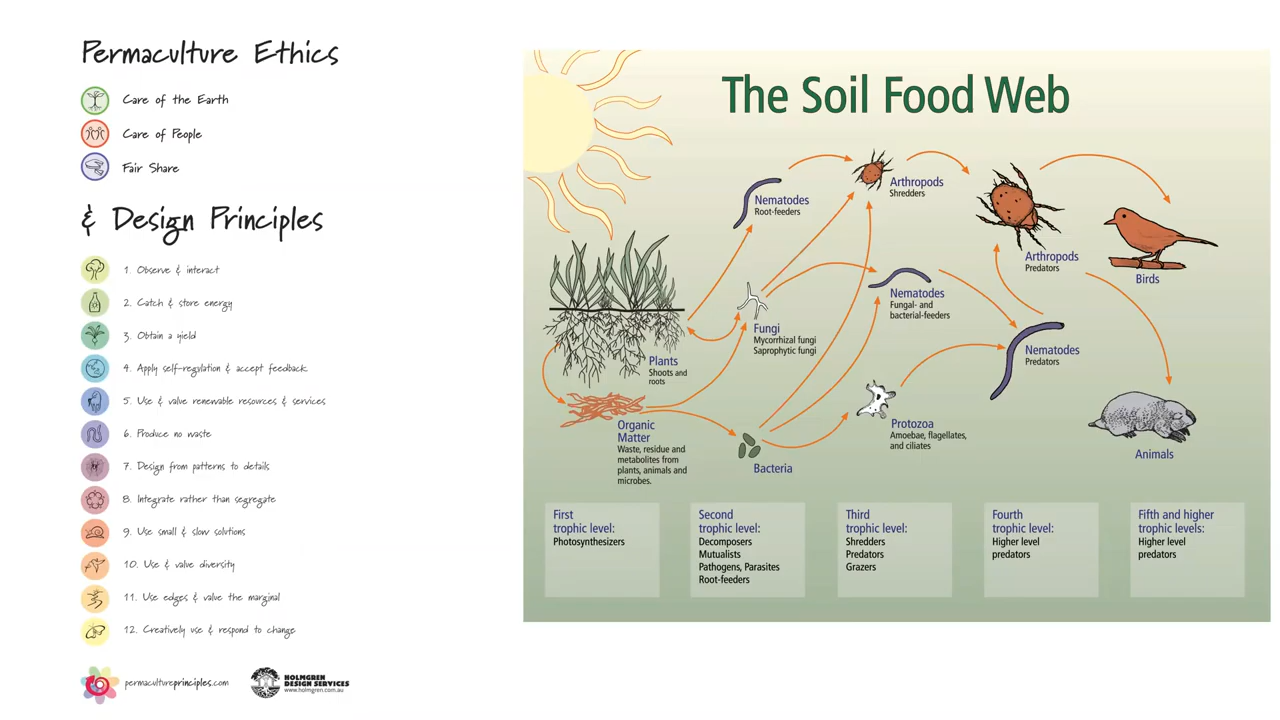 Permaculture Ethics
Care of the Earth
Care of People
Fair Share
& Design Principles
1. Observe & interact
2. Catch & store energy
3. Obtain a yield
4. Apply self-regulation & accept feedback
5. Use & value renewable resources & services
6. Produce no waste
7. Design from patterns to details
8. Integrate rather than segregate
9. Use small & slow solutions
10. Use & value diversity
11. Use edges & value the marginal
12. Creatively use & respond to change
permacultureprinciples.com
HOLMGREN
DESIGN SERVICES
www.holmgren.com.au
The Soil Food Web
Nematodes
Root-feeders
Arthropods
Shredders
Arthropods
Predators
Birds
Nematodes
Fungal- and
bacterial-feeders
Fungi
Mycorrhizal fungi
Saprophytic fungi
Plants
Shoots and
roots
Nematodes
Predators
Organic
Matter
Waste, residue and
metabolites from
plants, animals and
microbes.
Bacteria
Protozoa
Amoebae, flagellates,
and ciliates
Animals
First
trophic level:
Photosynthesizers
Second
trophic level:
Decomposers
Mutualists
Pathogens, Parasites
Root-feeders
Third
trophic level:
Shredders
Predators
Grazers
Fourth
trophic level:
Higher level
predators
Fifth and higher
trophic levels:
Higher level
predators